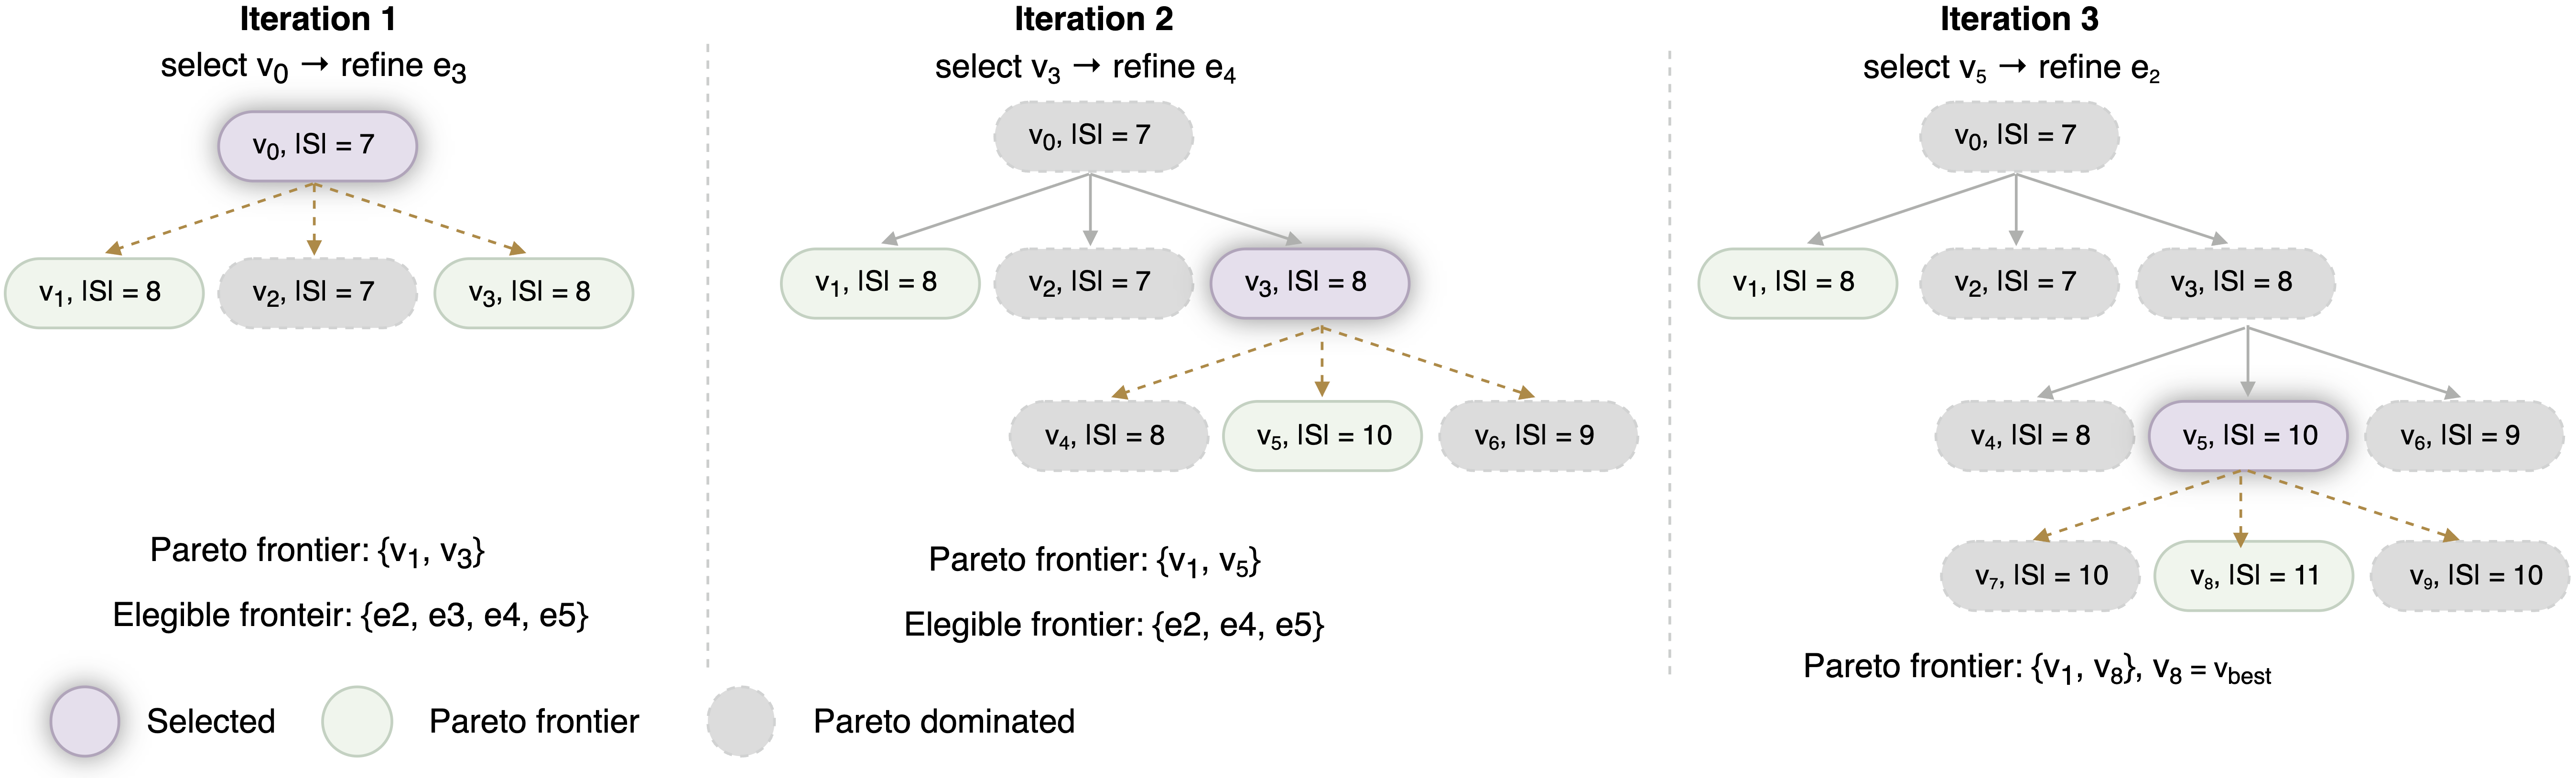 Iteration 1
select v₀ → refine e₃
v₀, |S| = 7
v₁, |S| = 8
v₂, |S| = 7
v₃, |S| = 8
Pareto frontier: {v₁, v₃}
Elegible fronteir: {e2, e3, e4, e5}
Iteration 2
select v₃ → refine e₄
v₀, |S| = 7
v₁, |S| = 8
v₂, |S| = 7
v₃, |S| = 8
v₄, |S| = 8
v₅, |S| = 10
v₆, |S| = 9
Pareto frontier: {v₁, v₅}
Elegible frontier: {e2, e4, e5}
Iteration 3
select v₅ → refine e₂
v₀, |S| = 7
v₁, |S| = 8
v₂, |S| = 7
v₃, |S| = 8
v₄, |S| = 8
v₅, |S| = 10
v₆, |S| = 9
v₇, |S| = 10
v₈, |S| = 11
v₉, |S| = 10
Pareto frontier: {v₁, v₈}, v₈ = v_best
Selected
Pareto frontier
Pareto dominated